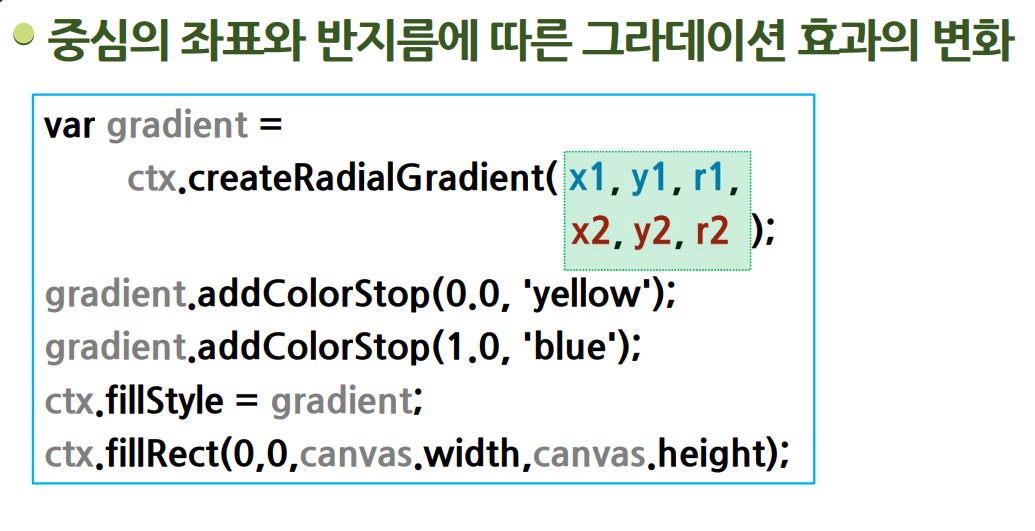 중심의 좌표와 반지름에 따른 그라데이션 효과의 변화
var gradient =
ctx.createRadialGradient( x1, y1, r1,
x2, y2, r2 );
gradient.addColorStop(0.0, 'yellow');
gradient.addColorStop(1.0, 'blue');
ctx.fillStyle = gradient;
ctx.fillRect(0,0,canvas.width,canvas.height);